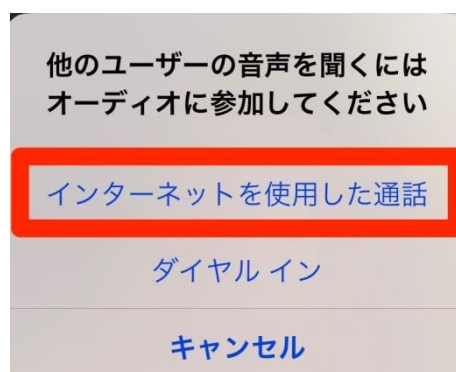 他のユーザーの音声を聞くには
オーディオに参加してください
インターネットを使用した通話
ダイヤル イン
キャンセル